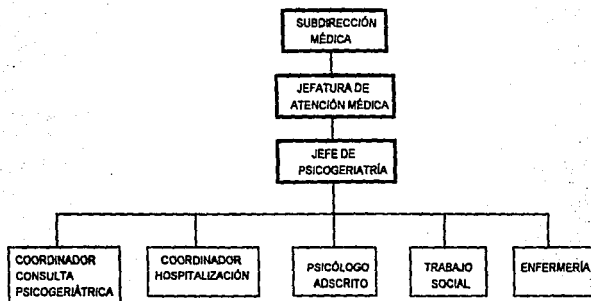 SUBDIRECCIÓN
MÉDICA
JEFATURA DE
ATENCIÓN MÉDICA
JEFE DE
PSICOGERIATRÍA
COORDINADOR
CONSULTA
PSICOGERIÁTRICA
COORDINADOR
HOSPITALIZACIÓN
PSICÓLOGO
ADSCRITO
TRABAJO
SOCIAL
ENFERMERÍA